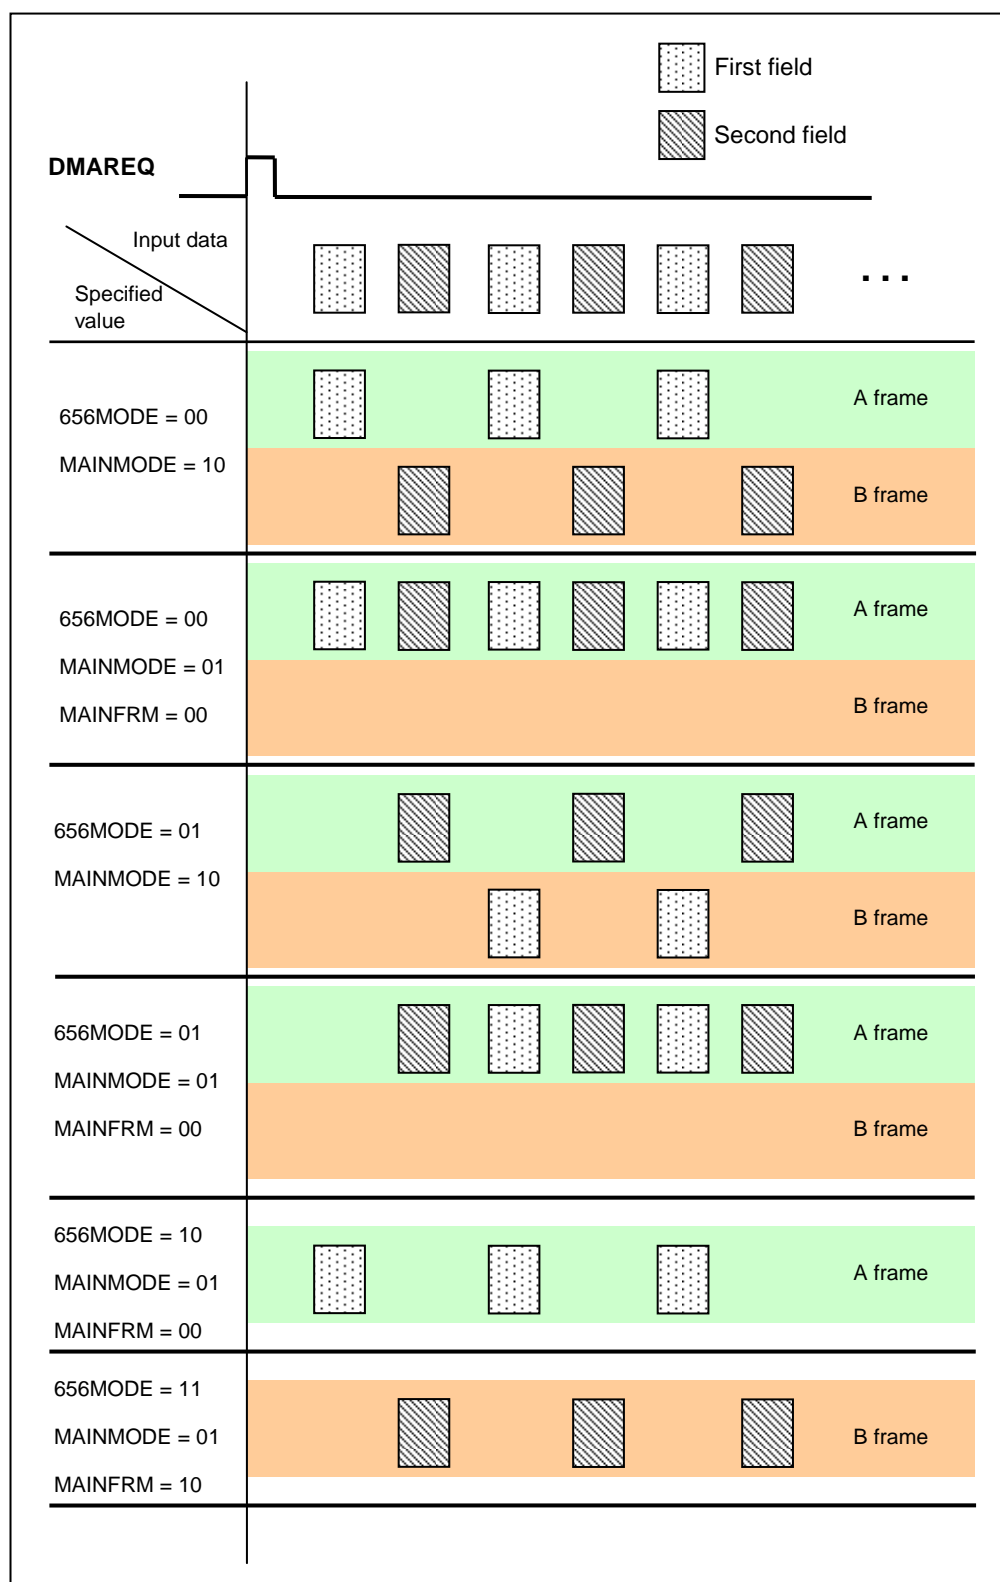 First field
Second field
DMAREQ
Input data
Specified
value
. . .
656MODE = 00
MAINMODE = 10
A frame
B frame
656MODE = 00
MAINMODE = 01
MAINFRM = 00
A frame
B frame
656MODE = 01
MAINMODE = 10
A frame
B frame
656MODE = 01
MAINMODE = 01
MAINFRM = 00
A frame
B frame
656MODE = 10
MAINMODE = 01
MAINFRM = 00
A frame
656MODE = 11
MAINMODE = 01
MAINFRM = 10
B frame